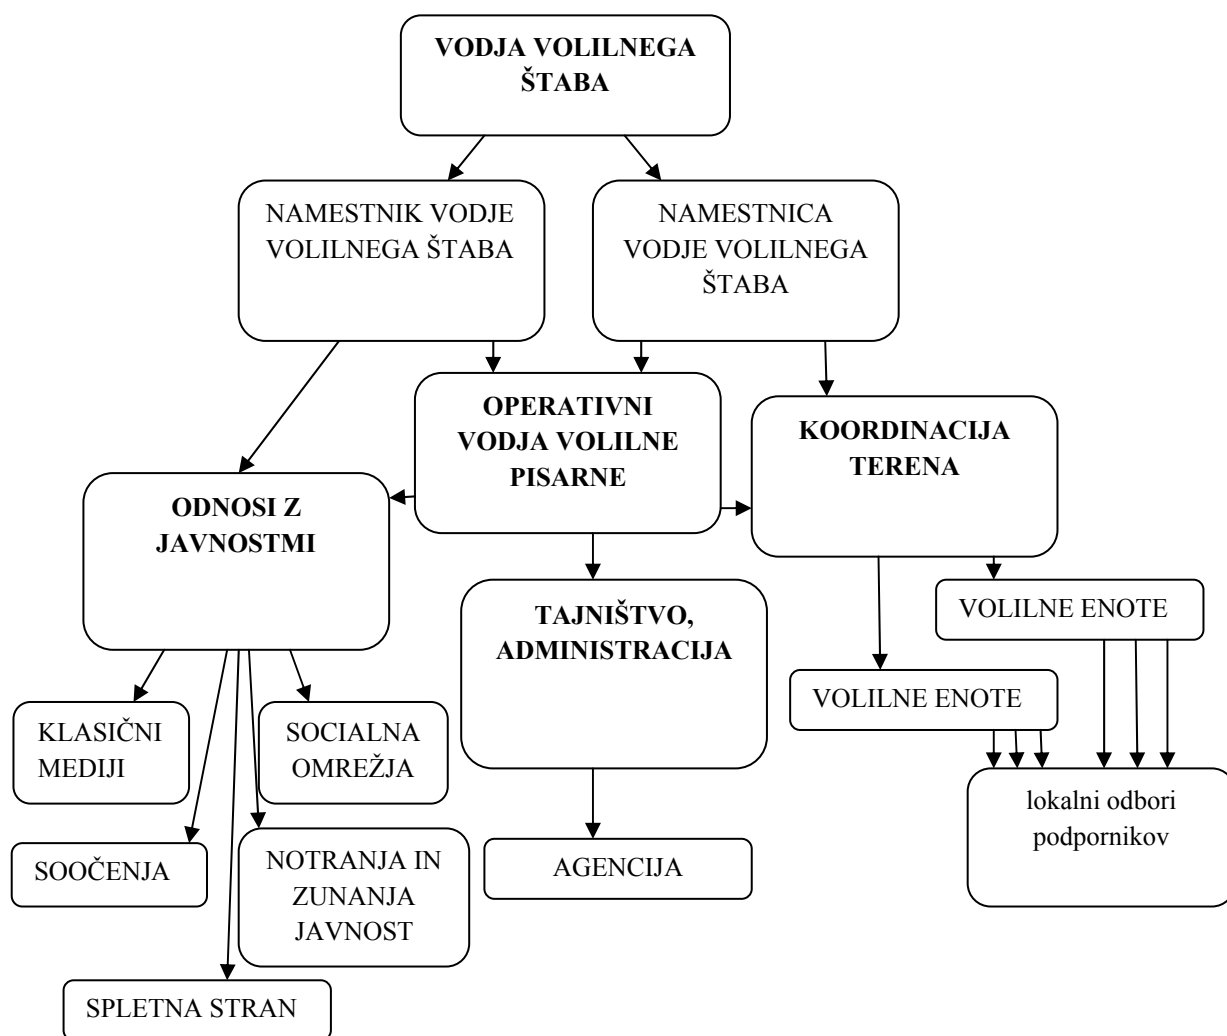 VODJA VOLILNEGA
ŠTABA
NAMESTNIK VODJE
VOLILNEGA ŠTABA
NAMESTNICA
VODJE VOLILNEGA
ŠTABA
OPERATIVNI
VODJA VOLILNE
PISARNE
KOORDINACIJA
TERENA
ODNOSI Z
JAVNOSTMI
TAJNIŠTVO,
ADMINISTRACIJA
VOLILNE ENOTE
VOLILNE ENOTE
KLASIČNI
MEDIJI
SOCIALNA
OMREŽJA
lokalni odbori
podpornikov
SOOČENJA
NOTRANJA IN
ZUNANJA
JAVNOST
AGENCIJA
SPLETNA STRAN